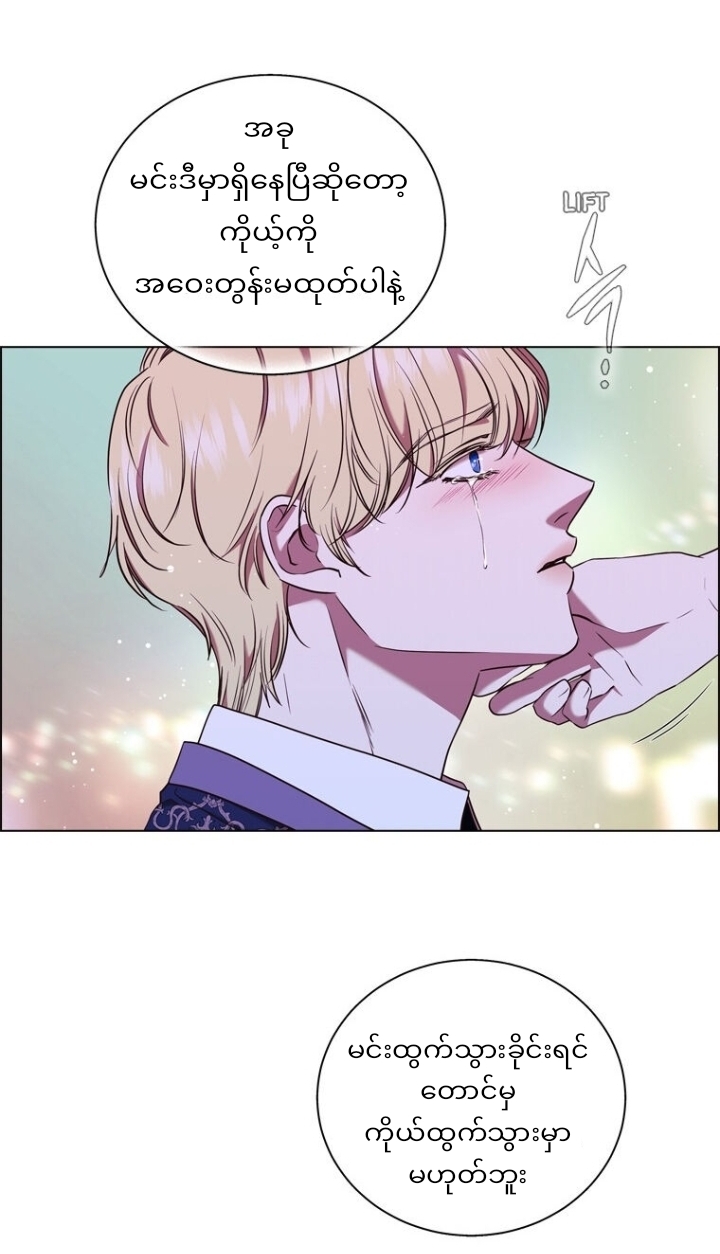 အခု
မင်းဒီမှာရှိနေပြီဆိုတော့
ကိုယ့်ကို
အဝေးတွန်းမထုတ်ပါနဲ့
LIFT
스윽
မင်းထွက်သွားခိုင်းရင်
တောင်မှ
ကိုယ်ထွက်သွားမှာ
မဟုတ်ဘူး